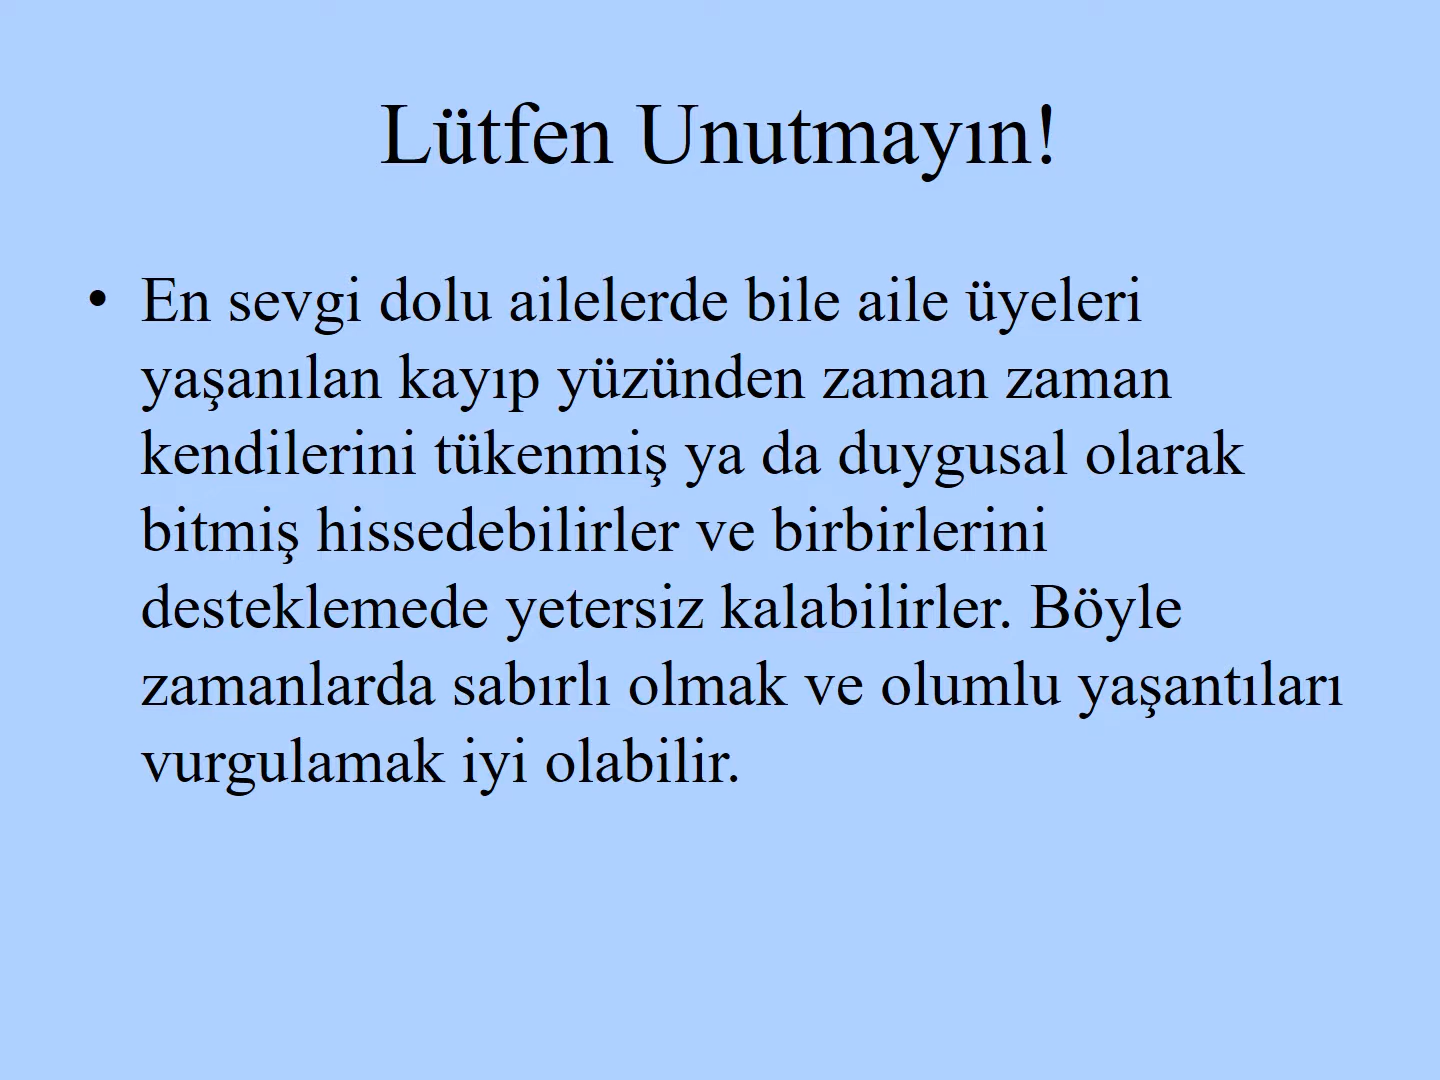 Lütfen Unutmayın!
• En sevgi dolu ailelerde bile aile üyeleri
yaşanılan kayıp yüzünden zaman zaman
kendilerini tükenmiş ya da duygusal olarak
bitmiş hissedebilirler ve birbirlerini
desteklemede yetersiz kalabilirler. Böyle
zamanlarda sabırlı olmak ve olumlu yaşantıları
vurgulamak iyi olabilir.